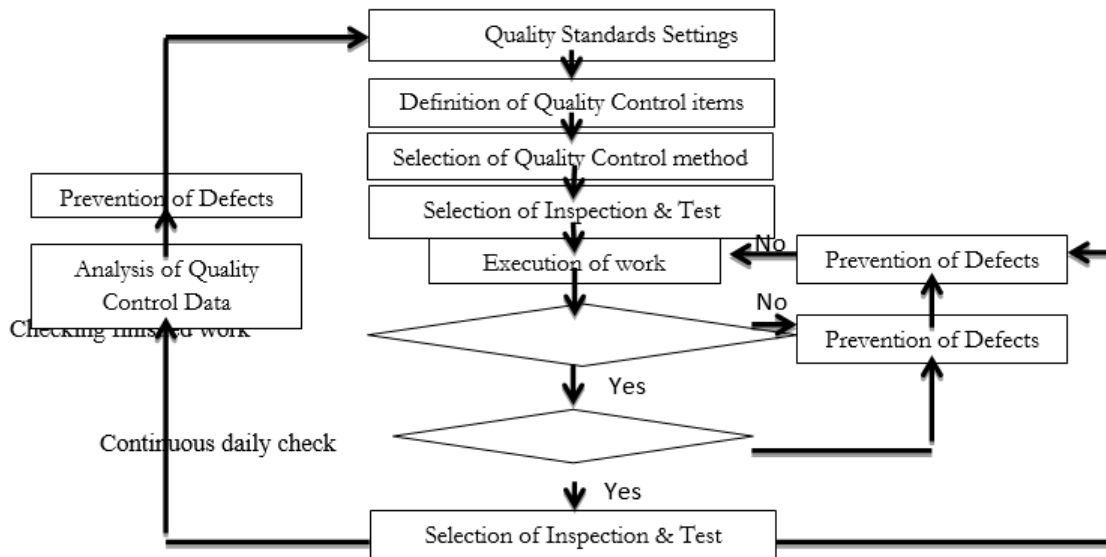 Quality Standards Settings
Definition of Quality Control items
Selection of Quality Control method
Prevention of Defects
Selection of Inspection & Test
No
Execution of work
Prevention of Defects
Analysis of Quality
Control Data
No
Checking finished work
Prevention of Defects
Yes
Continuous daily check
Yes
Selection of Inspection & Test